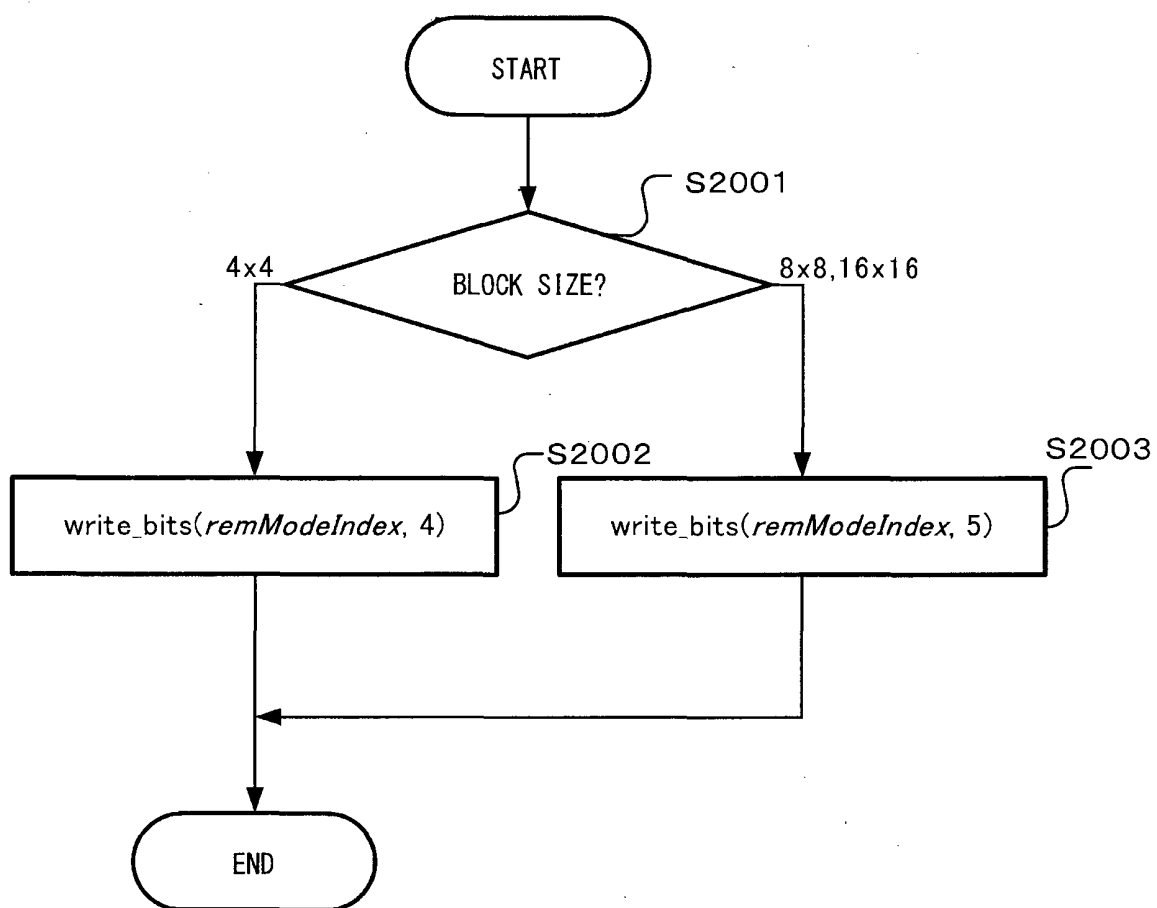 START
S2001
4x4
BLOCK SIZE?
8x8,16x16
S2002
S2003
write_bits(remModeIndex, 4)
write_bits(remModeIndex, 5)
END